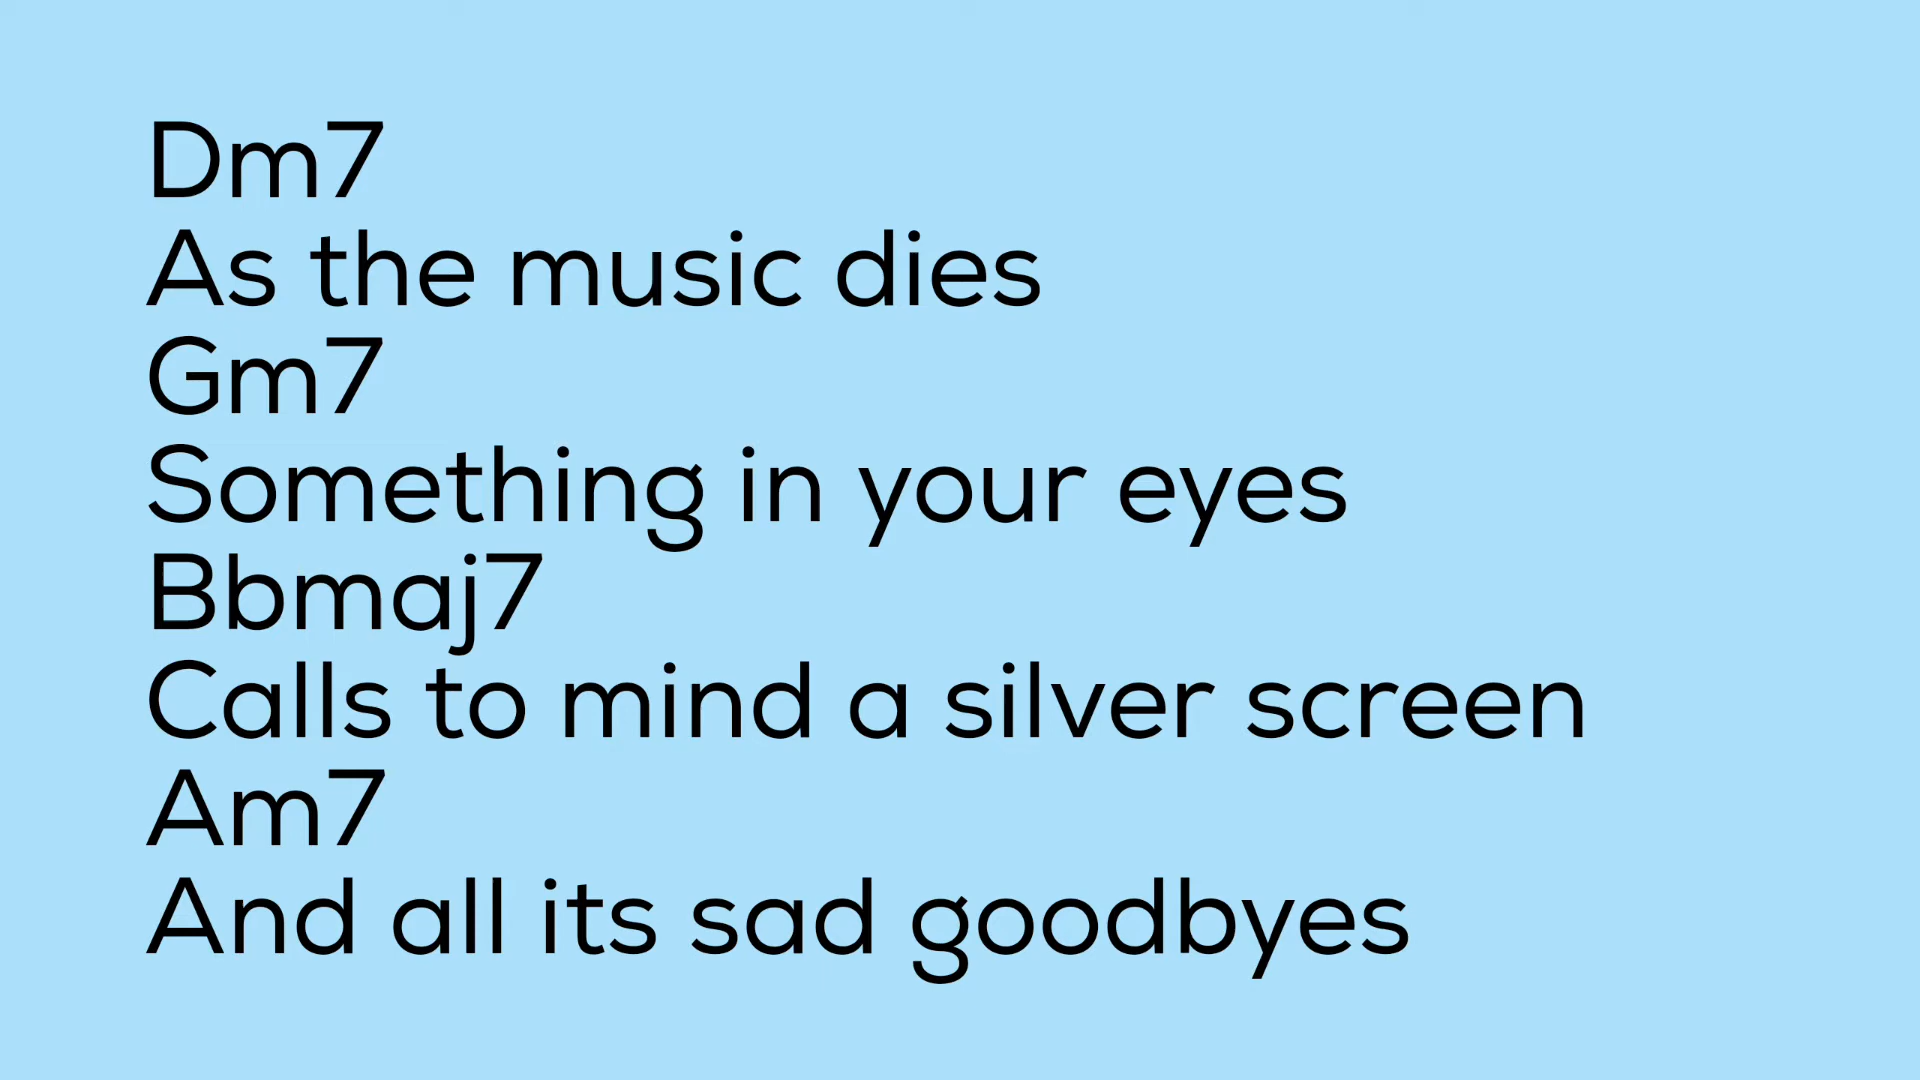 Dm7
As the music dies
Gm7
Something in your eyes
Bbmaj7
Calls to mind a silver screen
Am7
And all its sad goodbyes